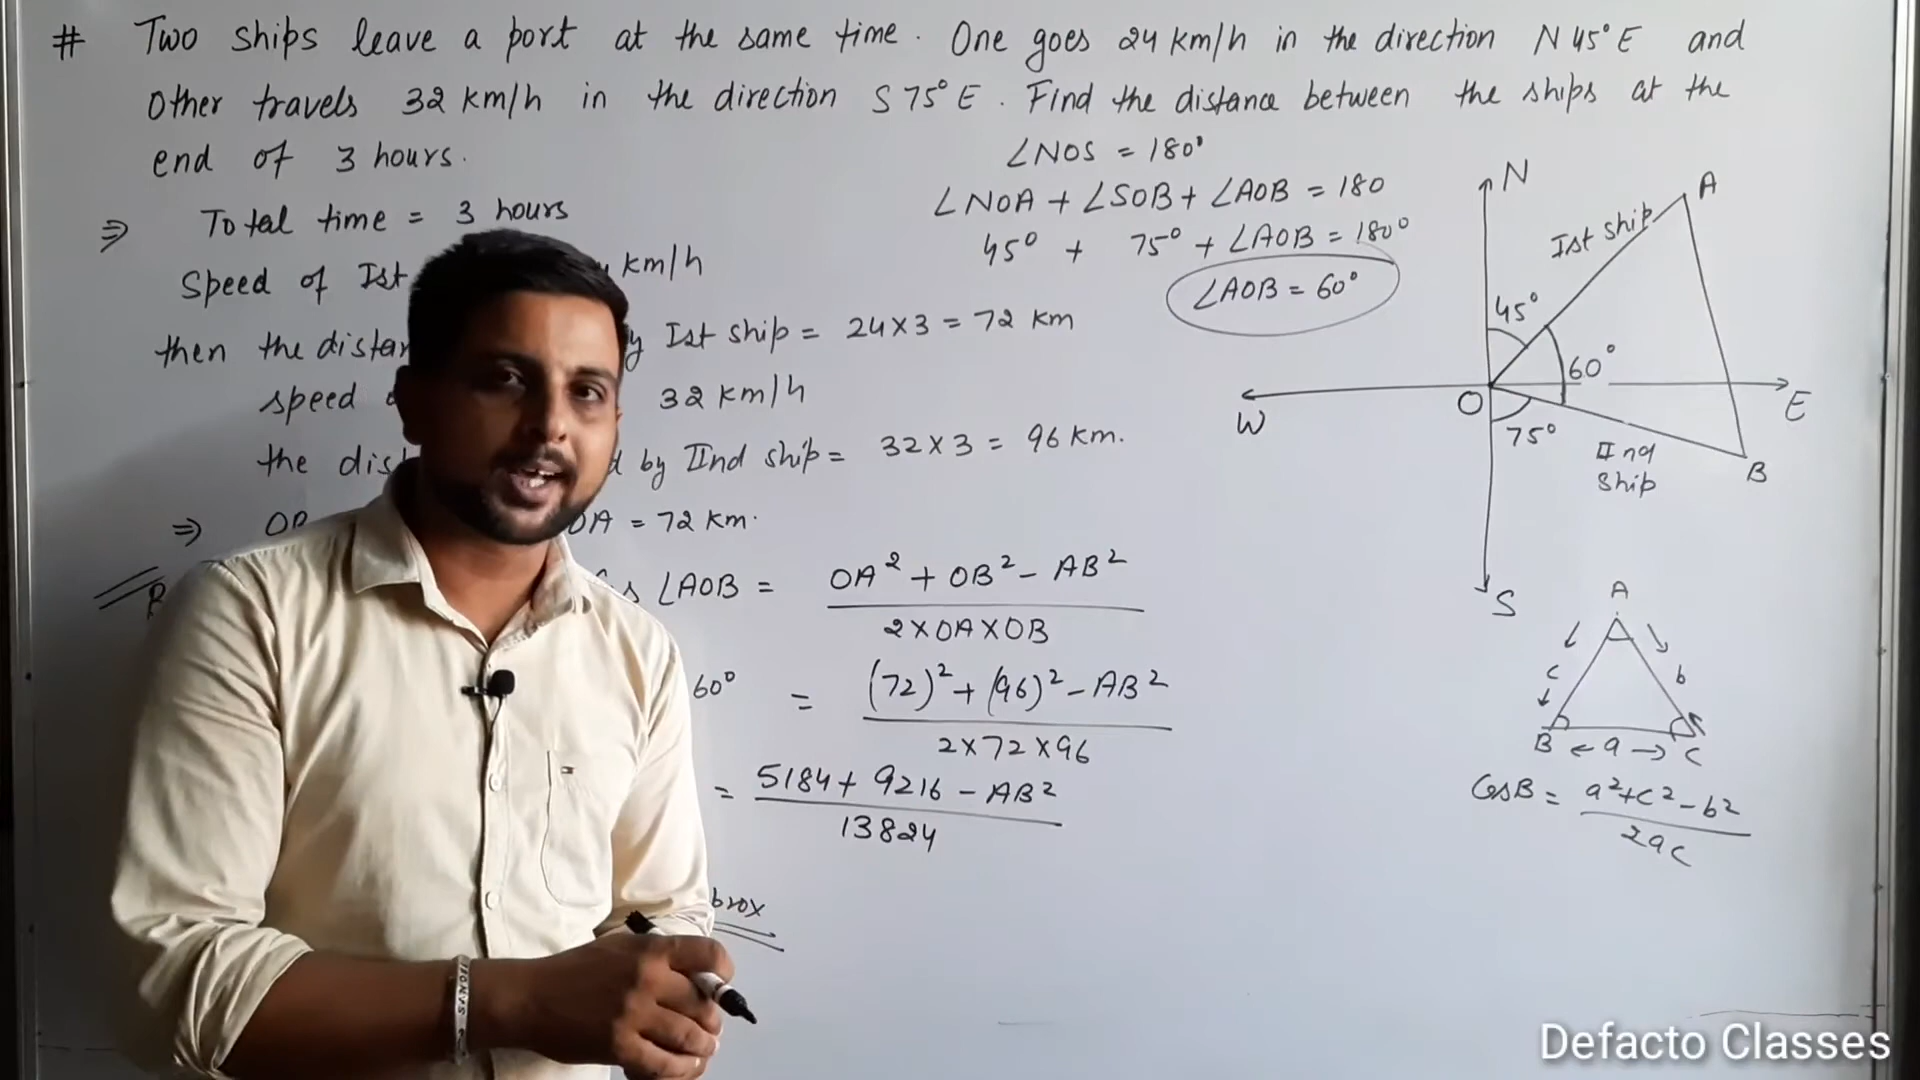 # Two ships leave a port at the same time. One goes 24 km/h in the direction N 45° E and
Other travels 32 km/h in the direction S 75° E. Find the distance between the ships at the
end of 3 hours.
⇒ Total time = 3 hours
Speed of Ist km/h
then the Ist ship = 24×3 = 72 km
speed 32 km/h
the by IInd ship = 32×3 = 96 km.
⇒ OA = 72 km.
∠AOB = OA² + OB² - AB²
2×OA×OB
60° = (72)² + (96)² - AB²
2×72×96
= 5184 + 9216 - AB²
13824
∠NOS = 180°
∠NOA + ∠SOB + ∠AOB = 180
45° + 75° + ∠AOB = 180°
∠AOB = 60°
N
A
Ist ship
45°
60°
W
O
E
75°
IInd
ship
B
S
A
c
b
B ← a → C
Cos B = a²+c²-b²
2ac
SANDEE
Defacto Classes